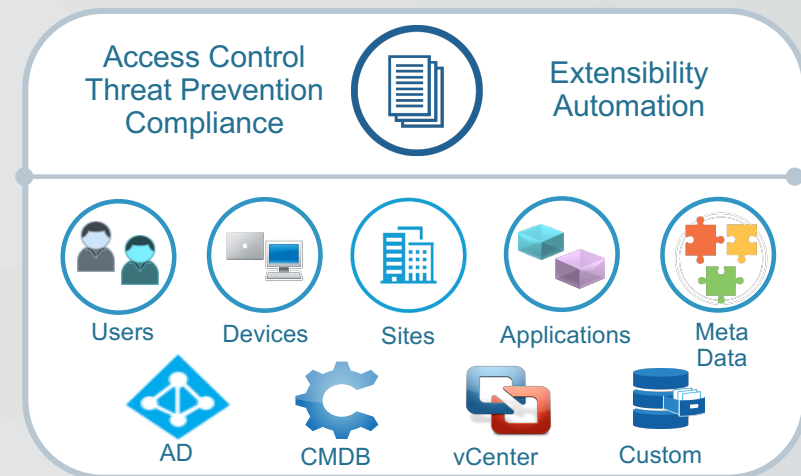 Access Control
Threat Prevention
Compliance
Extensibility
Automation
Users
Devices
Sites
Applications
Meta
Data
AD
CMDB
vCenter
Custom